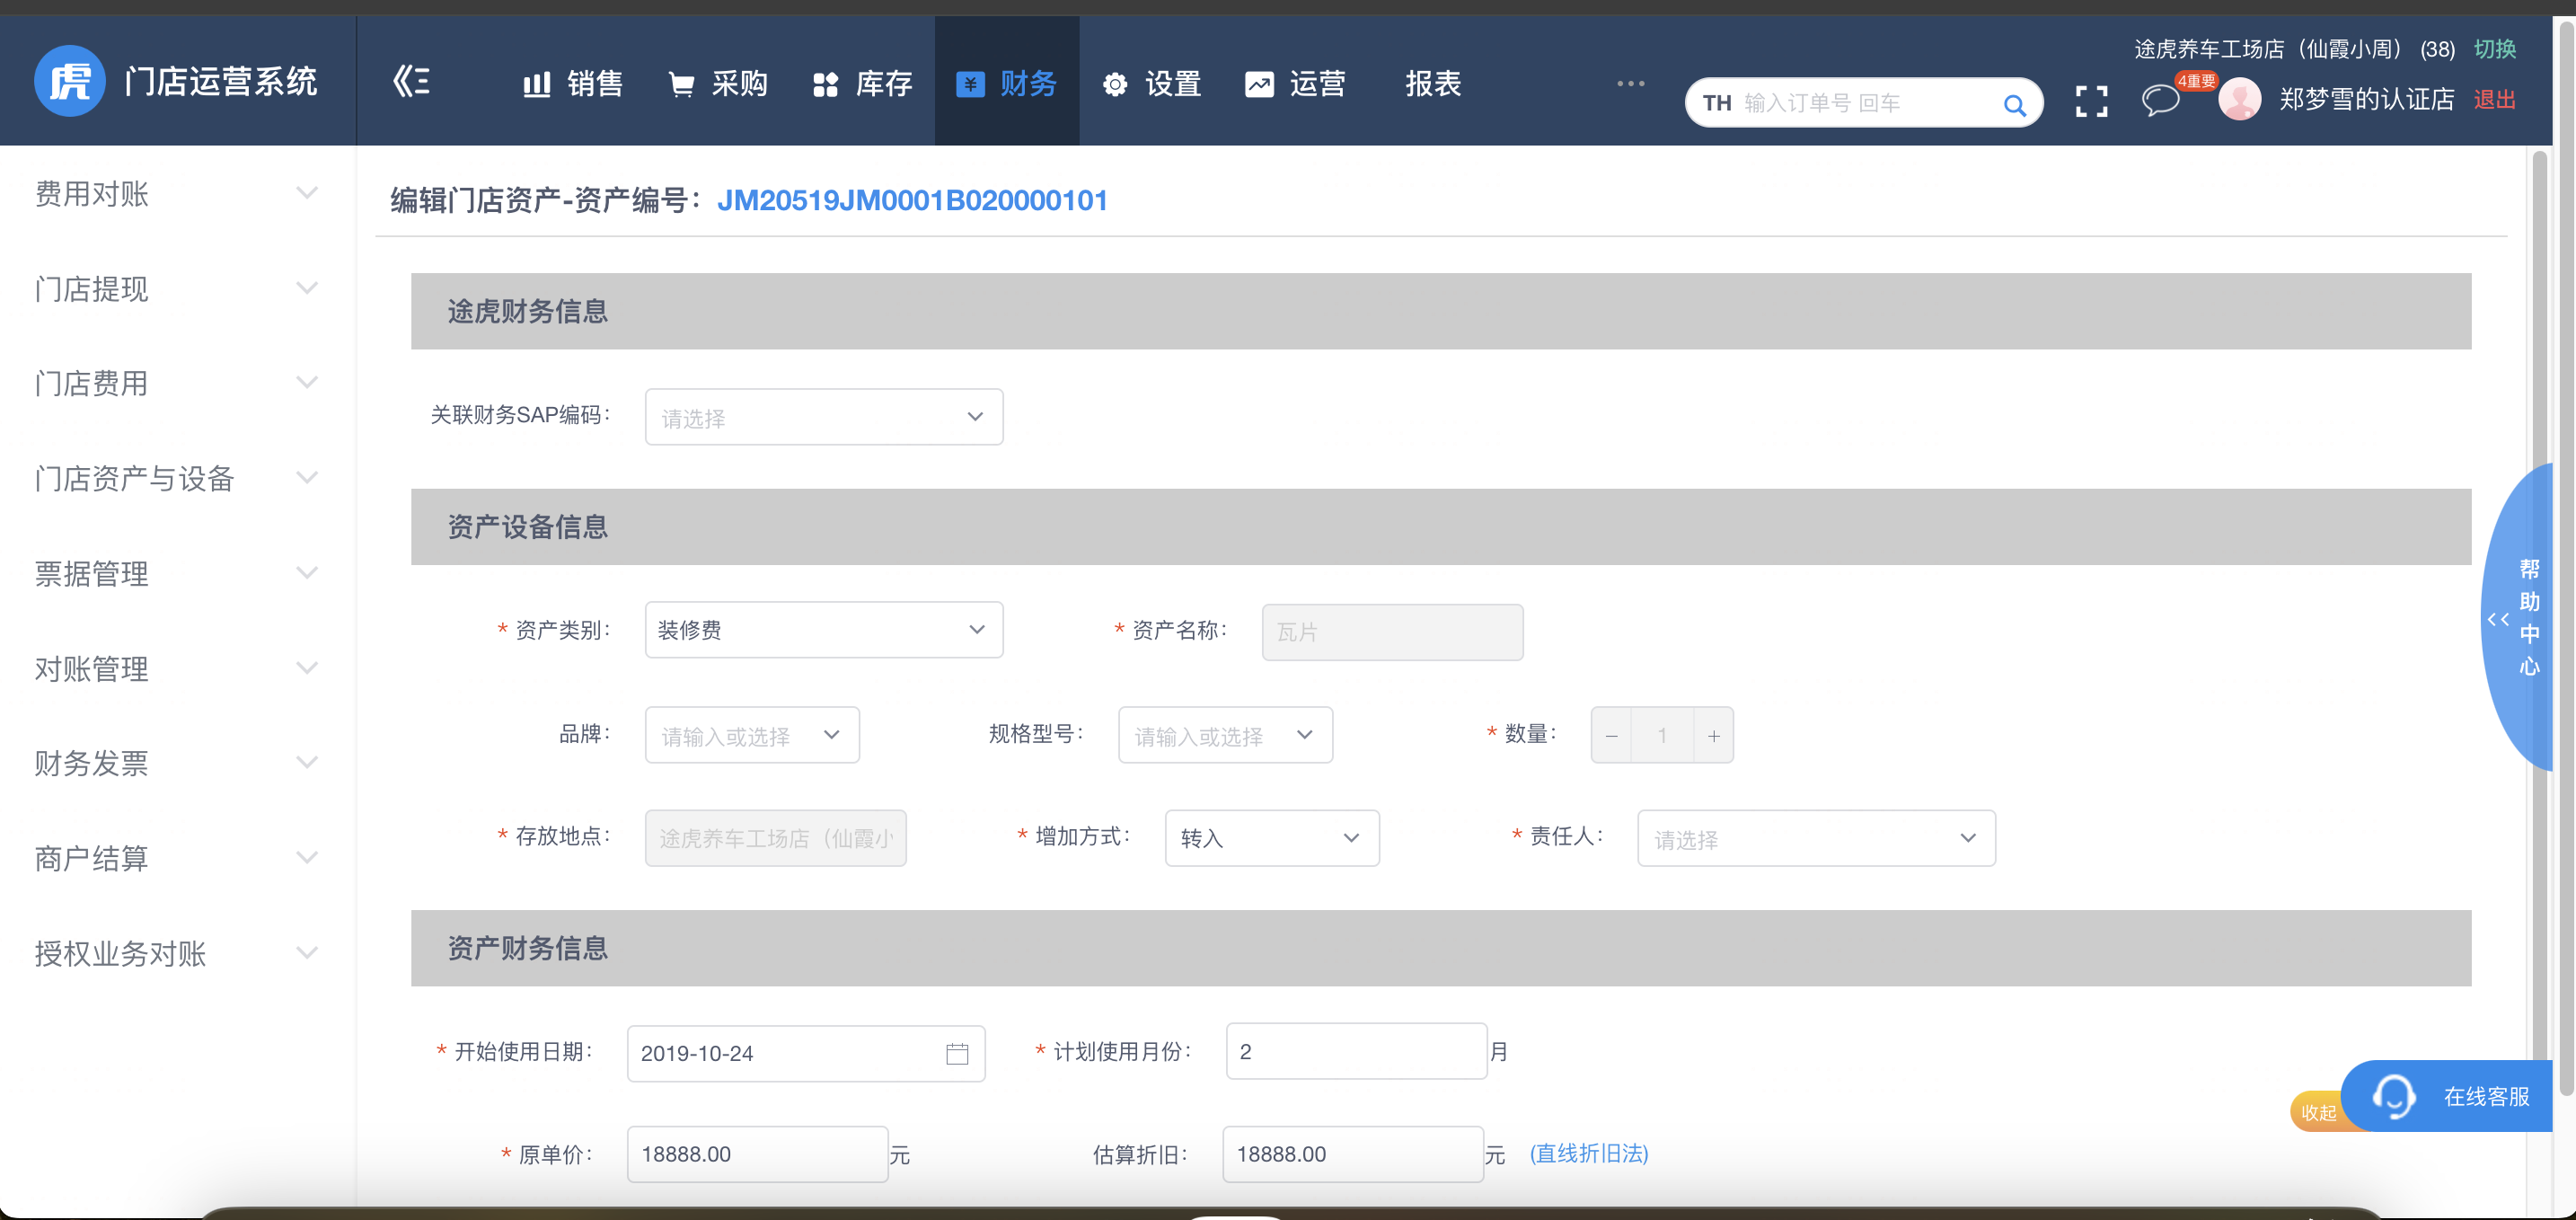 途虎养车工场店（仙霞小周） (38) 切换
虎 门店运营系统 销售 采购 库存 ¥ 财务 设置 运营 报表 ... TH 输入订单号 回车 4重要 郑梦雪的认证店 退出
费用对账
门店提现
门店费用
门店资产与设备
票据管理
对账管理
财务发票
商户结算
授权业务对账
编辑门店资产-资产编号：JM20519JM0001B020000101
途虎财务信息
关联财务SAP编码： 请选择
资产设备信息
* 资产类别： 装修费 * 资产名称： 瓦片
品牌： 请输入或选择 规格型号： 请输入或选择 * 数量： − 1 +
* 存放地点： 途虎养车工场店（仙霞小 * 增加方式： 转入 * 责任人： 请选择
资产财务信息
* 开始使用日期： 2019-10-24 * 计划使用月份： 2 月
* 原单价： 18888.00 元 估算折旧： 18888.00 元 (直线折旧法)
<< 帮助中心
收起 在线客服